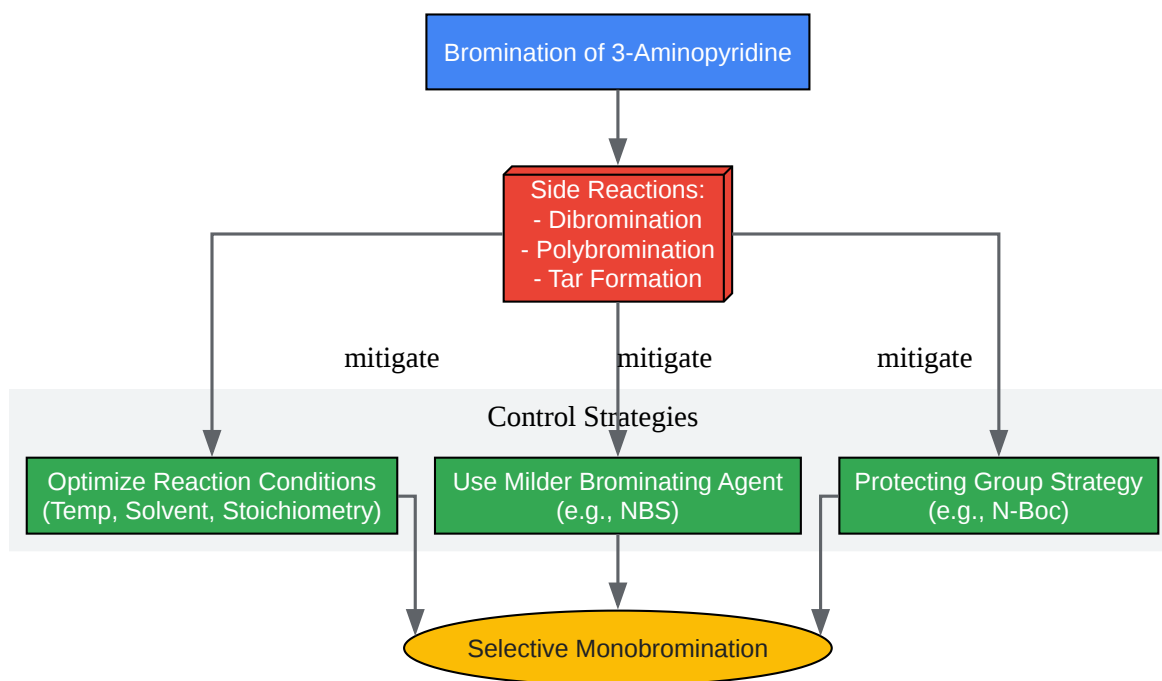 Bromination of 3-Aminopyridine
Side Reactions:
- Dibromination
- Polybromination
- Tar Formation
mitigate
mitigate
mitigate
Control Strategies
Optimize Reaction Conditions
(Temp, Solvent, Stoichiometry)
Use Milder Brominating Agent
(e.g., NBS)
Protecting Group Strategy
(e.g., N-Boc)
Selective Monobromination